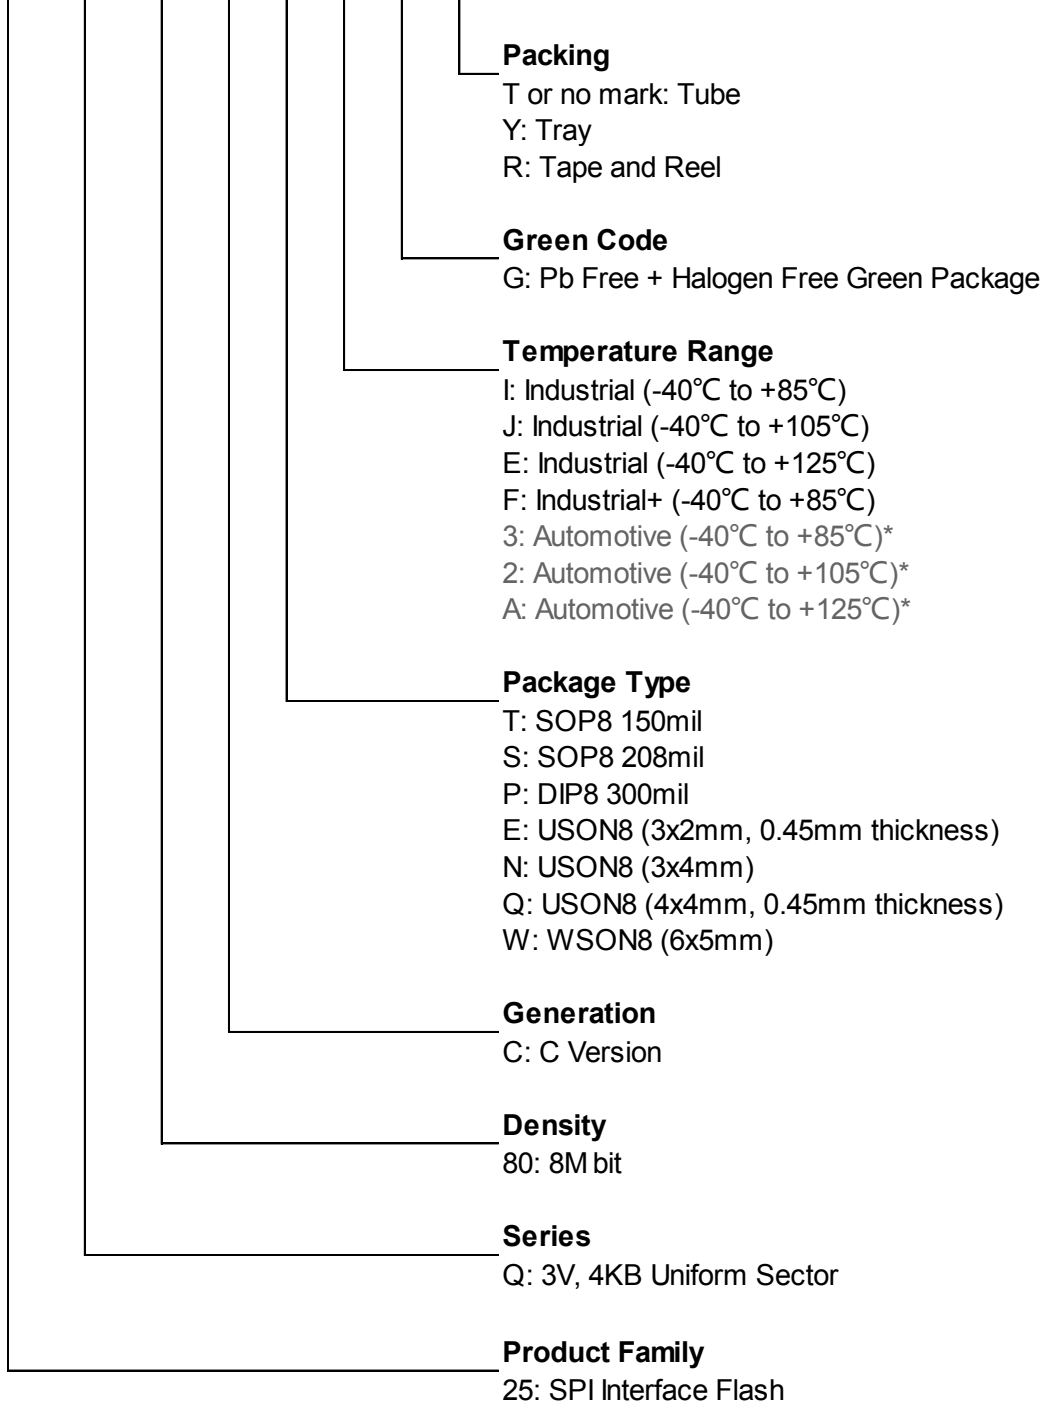 Packing
T or no mark: Tube
Y: Tray
R: Tape and Reel
Green Code
G: Pb Free + Halogen Free Green Package
Temperature Range
I: Industrial (-40℃ to +85℃)
J: Industrial (-40℃ to +105℃)
E: Industrial (-40℃ to +125℃)
F: Industrial+ (-40℃ to +85℃)
3: Automotive (-40℃ to +85℃)*
2: Automotive (-40℃ to +105℃)*
A: Automotive (-40℃ to +125℃)*
Package Type
T: SOP8 150mil
S: SOP8 208mil
P: DIP8 300mil
E: USON8 (3x2mm, 0.45mm thickness)
N: USON8 (3x4mm)
Q: USON8 (4x4mm, 0.45mm thickness)
W: WSON8 (6x5mm)
Generation
C: C Version
Density
80: 8M bit
Series
Q: 3V, 4KB Uniform Sector
Product Family
25: SPI Interface Flash